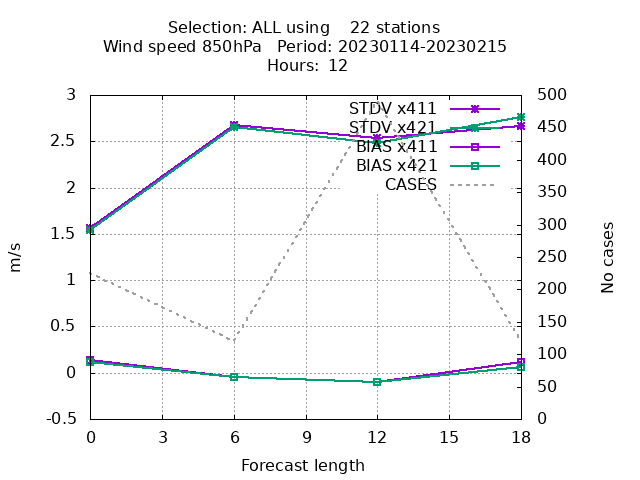 Selection: ALL using    22 stations
Wind speed 850hPa   Period: 20230114-20230215
Hours:  12
3
2.5
2
1.5
1
0.5
0
-0.5
500
450
400
350
300
250
200
150
100
50
0
STDV x411
STDV x421
BIAS x411
BIAS x421
CASES
m/s
No cases
0 3 6 9 12 15 18
Forecast length